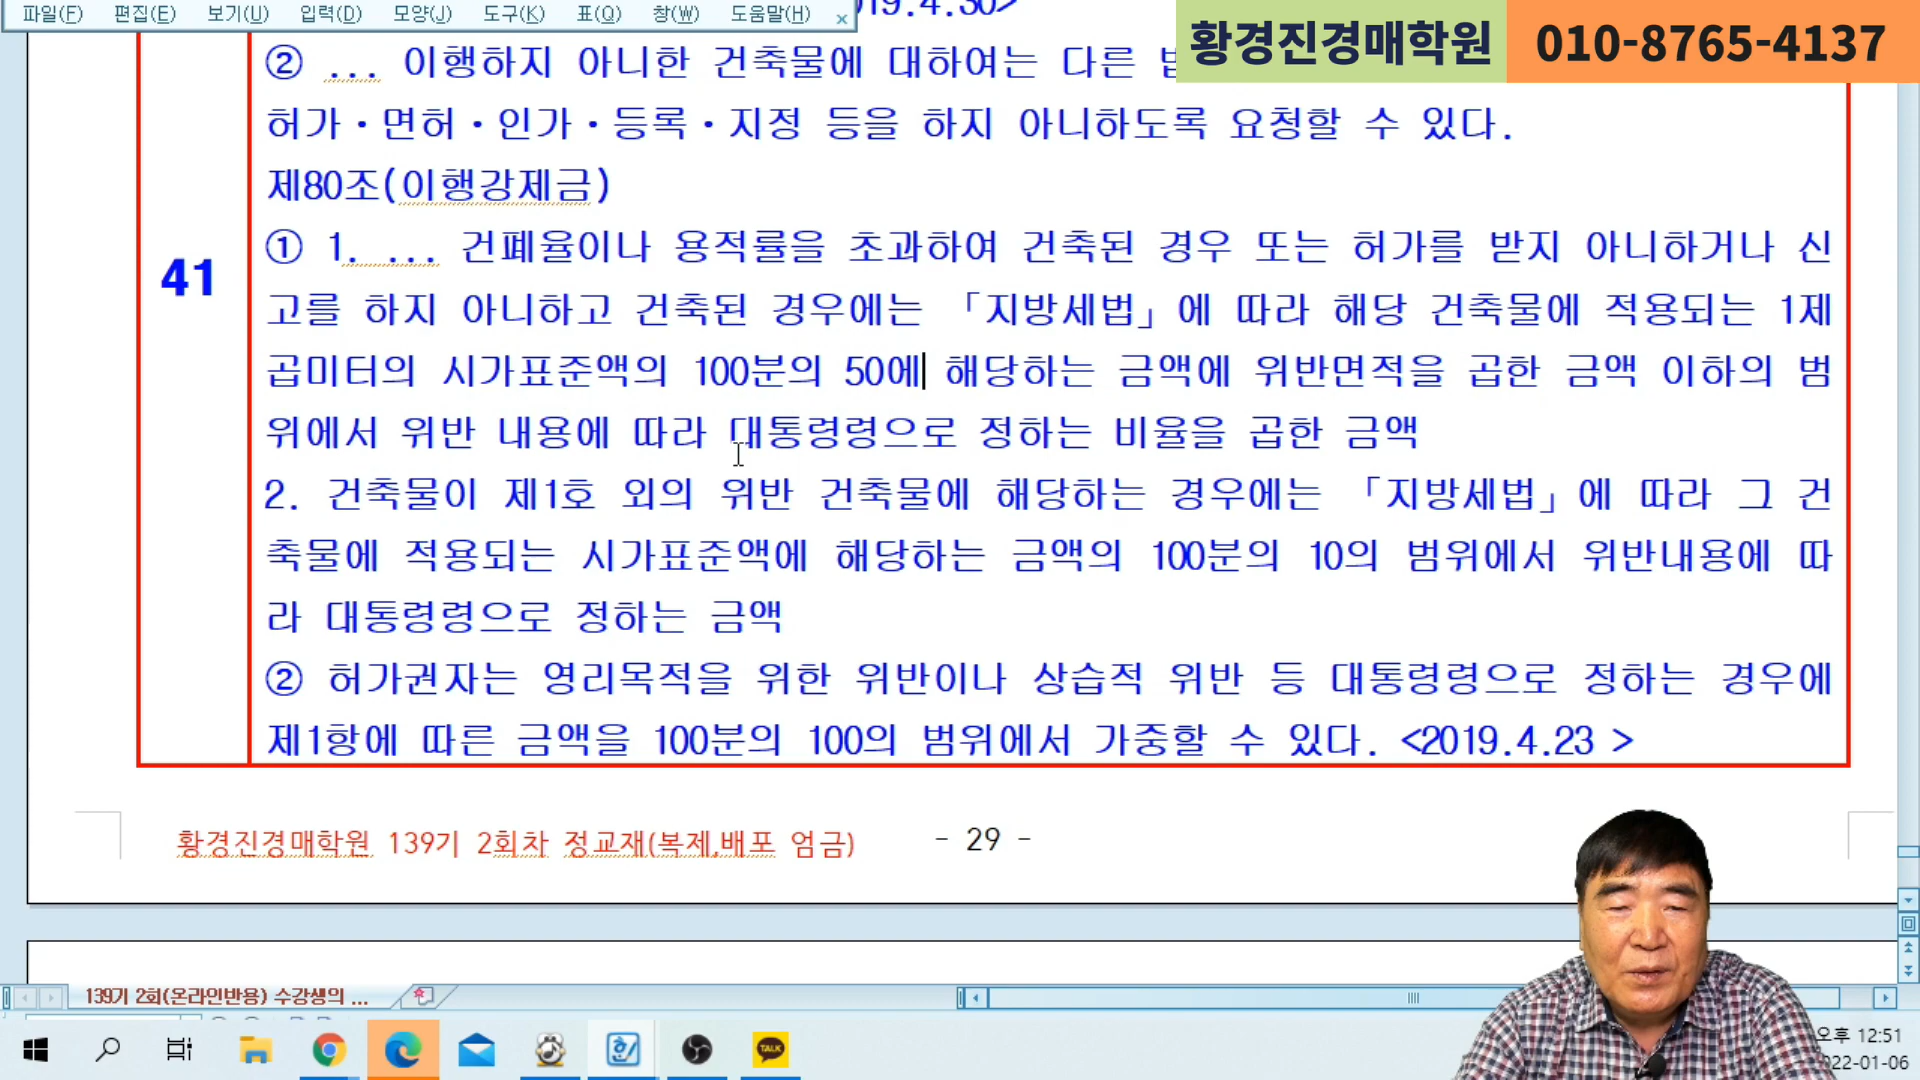 파일(F) 편집(E) 보기(U) 입력(D) 모양(J) 도구(K) 표(Q) 창(W) 도움말(H)
황경진경매학원 010-8765-4137
② ... 이행하지 아니한 건축물에 대하여는 다른
허가·면허·인가·등록·지정 등을 하지 아니하도록 요청할 수 있다.
제80조(이행강제금)
① 1. ... 건폐율이나 용적률을 초과하여 건축된 경우 또는 허가를 받지 아니하거나 신
고를 하지 아니하고 건축된 경우에는 「지방세법」에 따라 해당 건축물에 적용되는 1제
41
곱미터의 시가표준액의 100분의 50에 해당하는 금액에 위반면적을 곱한 금액 이하의 범
위에서 위반 내용에 따라 대통령령으로 정하는 비율을 곱한 금액
2. 건축물이 제1호 외의 위반 건축물에 해당하는 경우에는 「지방세법」에 따라 그 건
축물에 적용되는 시가표준액에 해당하는 금액의 100분의 10의 범위에서 위반내용에 따
라 대통령령으로 정하는 금액
② 허가권자는 영리목적을 위한 위반이나 상습적 위반 등 대통령령으로 정하는 경우에
제1항에 따른 금액을 100분의 100의 범위에서 가중할 수 있다. <2019.4.23 >
황경진경매학원 139기 2회차 정교재(복제,배포 엄금) - 29 -
139기 2회(온라인반용) 수강생의 ...
TALK
오후 12:51
022-01-06